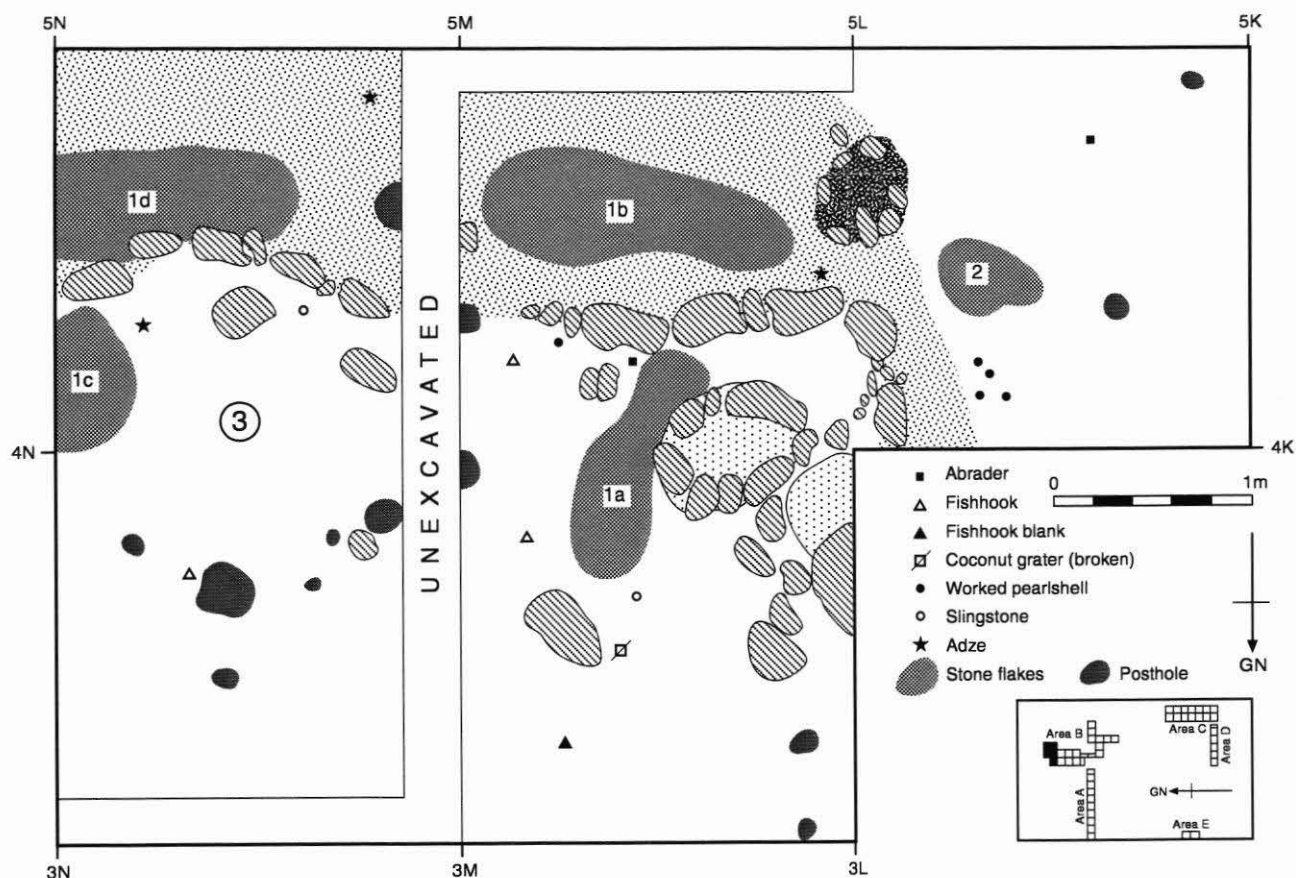 5N 5M 5L 5K
1d
1b
2
1c
3
UNEXCAVATED
4N
4K
1a
Abrader
Fishhook
Fishhook blank
Coconut grater (broken)
Worked pearlshell
Slingstone
Adze
Stone flakes
Posthole
0 1m
GN
Area B
Area C
Area D
GN
Area A
Area E
3N 3M 3L